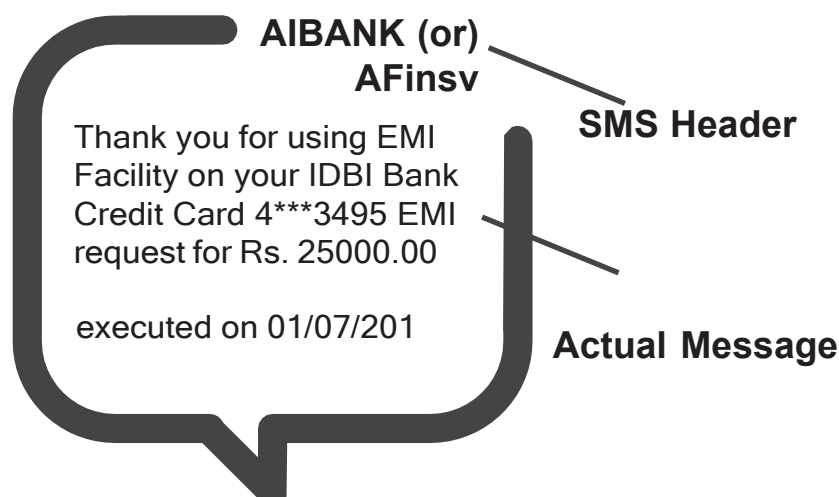 AIBANK (or)
AFinsv
SMS Header
Thank you for using EMI
Facility on your IDBI Bank
Credit Card 4***3495 EMI
request for Rs. 25000.00
executed on 01/07/201
Actual Message